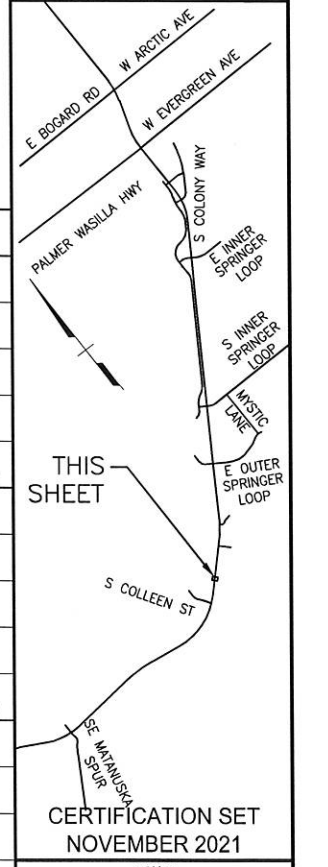 W ARCTIC AVE
E BOGARD RD
W EVERGREEN AVE
PALMER WASILLA HWY
S COLONY WAY
E INNER
SPRINGER
LOOP
S INNER
SPRINGER
LOOP
MYSTIC
LANE
THIS
SHEET
E OUTER
SPRINGER
LOOP
S COLLEEN ST
SE MATANUSKA
SPUR
CERTIFICATION SET
NOVEMBER 2021